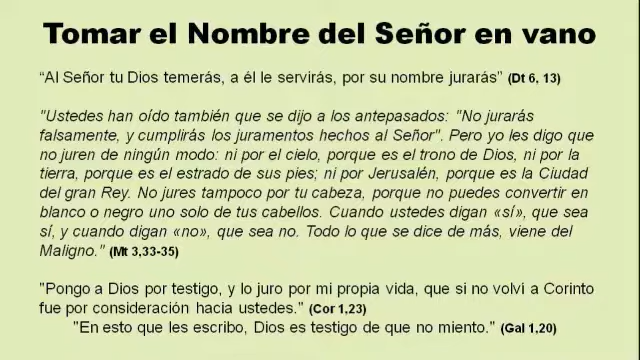 Tomar el Nombre del Señor en vano
“Al Señor tu Dios temerás, a él le servirás, por su nombre jurarás” (Dt 6, 13)
"Ustedes han oído también que se dijo a los antepasados: "No jurarás
falsamente, y cumplirás los juramentos hechos al Señor". Pero yo les digo que
no juren de ningún modo: ni por el cielo, porque es el trono de Dios, ni por la
tierra, porque es el estrado de sus pies; ni por Jerusalén, porque es la Ciudad
del gran Rey. No jures tampoco por tu cabeza, porque no puedes convertir en
blanco o negro uno solo de tus cabellos. Cuando ustedes digan «sí», que sea
sí, y cuando digan «no», que sea no. Todo lo que se dice de más, viene del
Maligno." (Mt 3,33-35)
"Pongo a Dios por testigo, y lo juro por mi propia vida, que si no volví a Corinto
fue por consideración hacia ustedes." (Cor 1,23)
"En esto que les escribo, Dios es testigo de que no miento." (Gal 1,20)